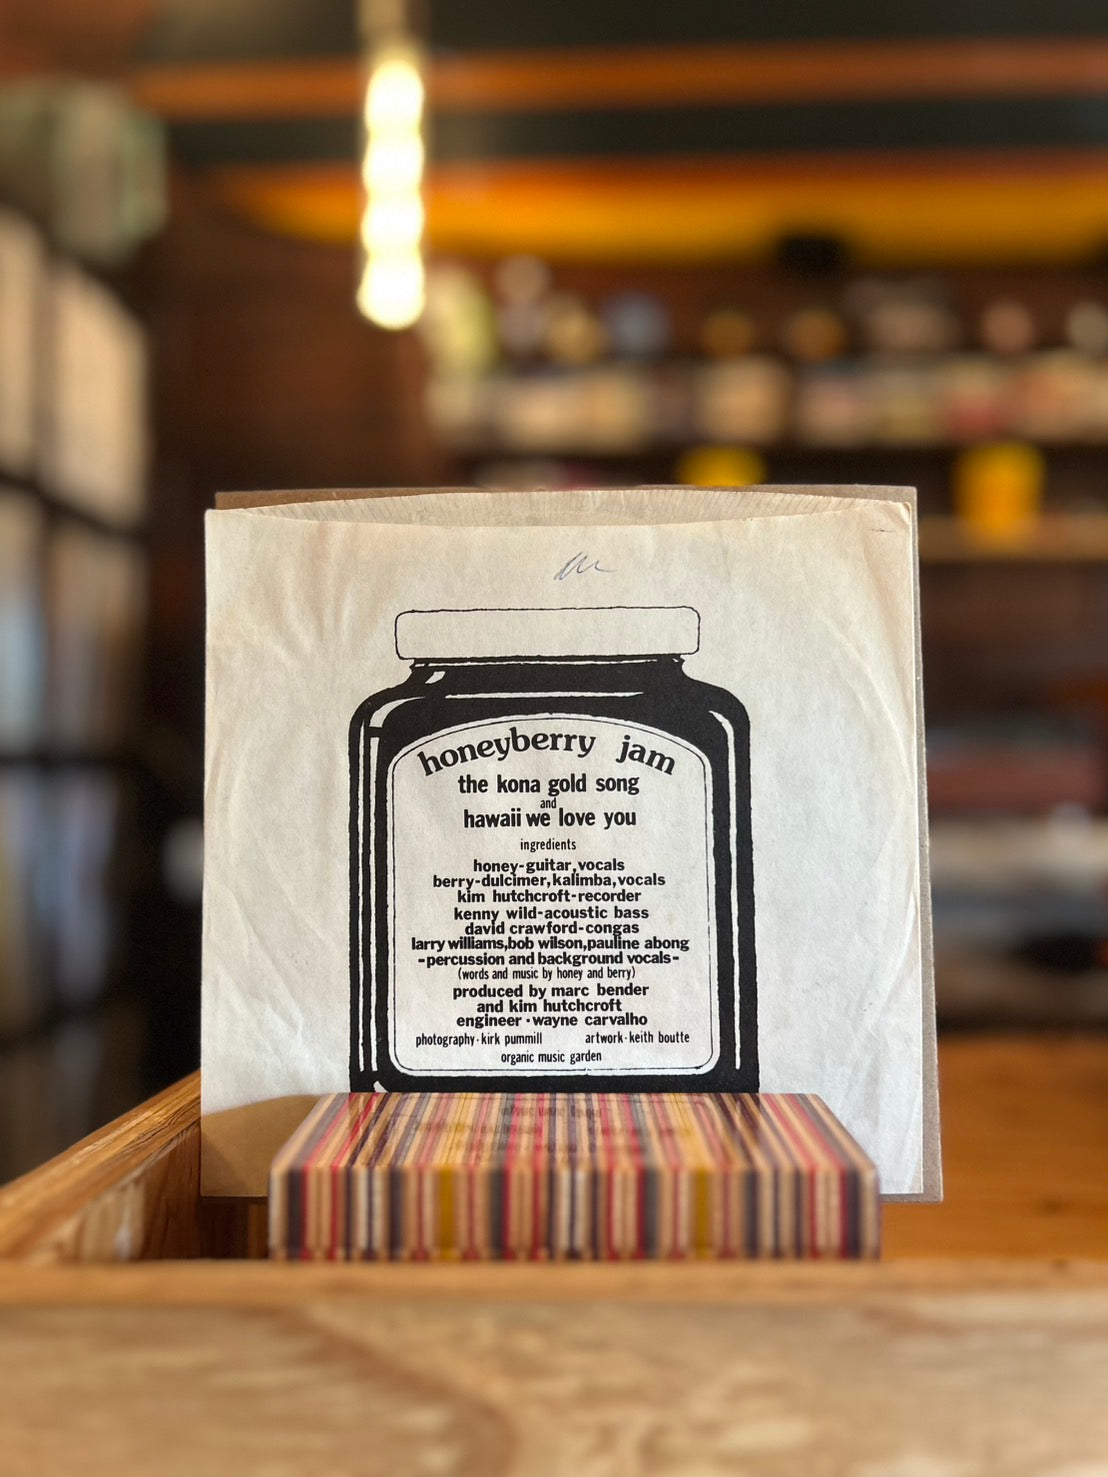 honeyberry jam
the kona gold song
and
hawaii we love you
ingredients
honey-guitar,vocals
berry-dulcimer,kalimba,vocals
kim hutchcroft-recorder
kenny wild-acoustic bass
david crawford-congas
larry williams,bob wilson,pauline abong
-percussion and background vocals-
(words and music by honey and berry)
produced by marc bender
and kim hutchcroft
engineer·wayne carvalho
photography·kirk pummill artwork·keith boutte
organic music garden